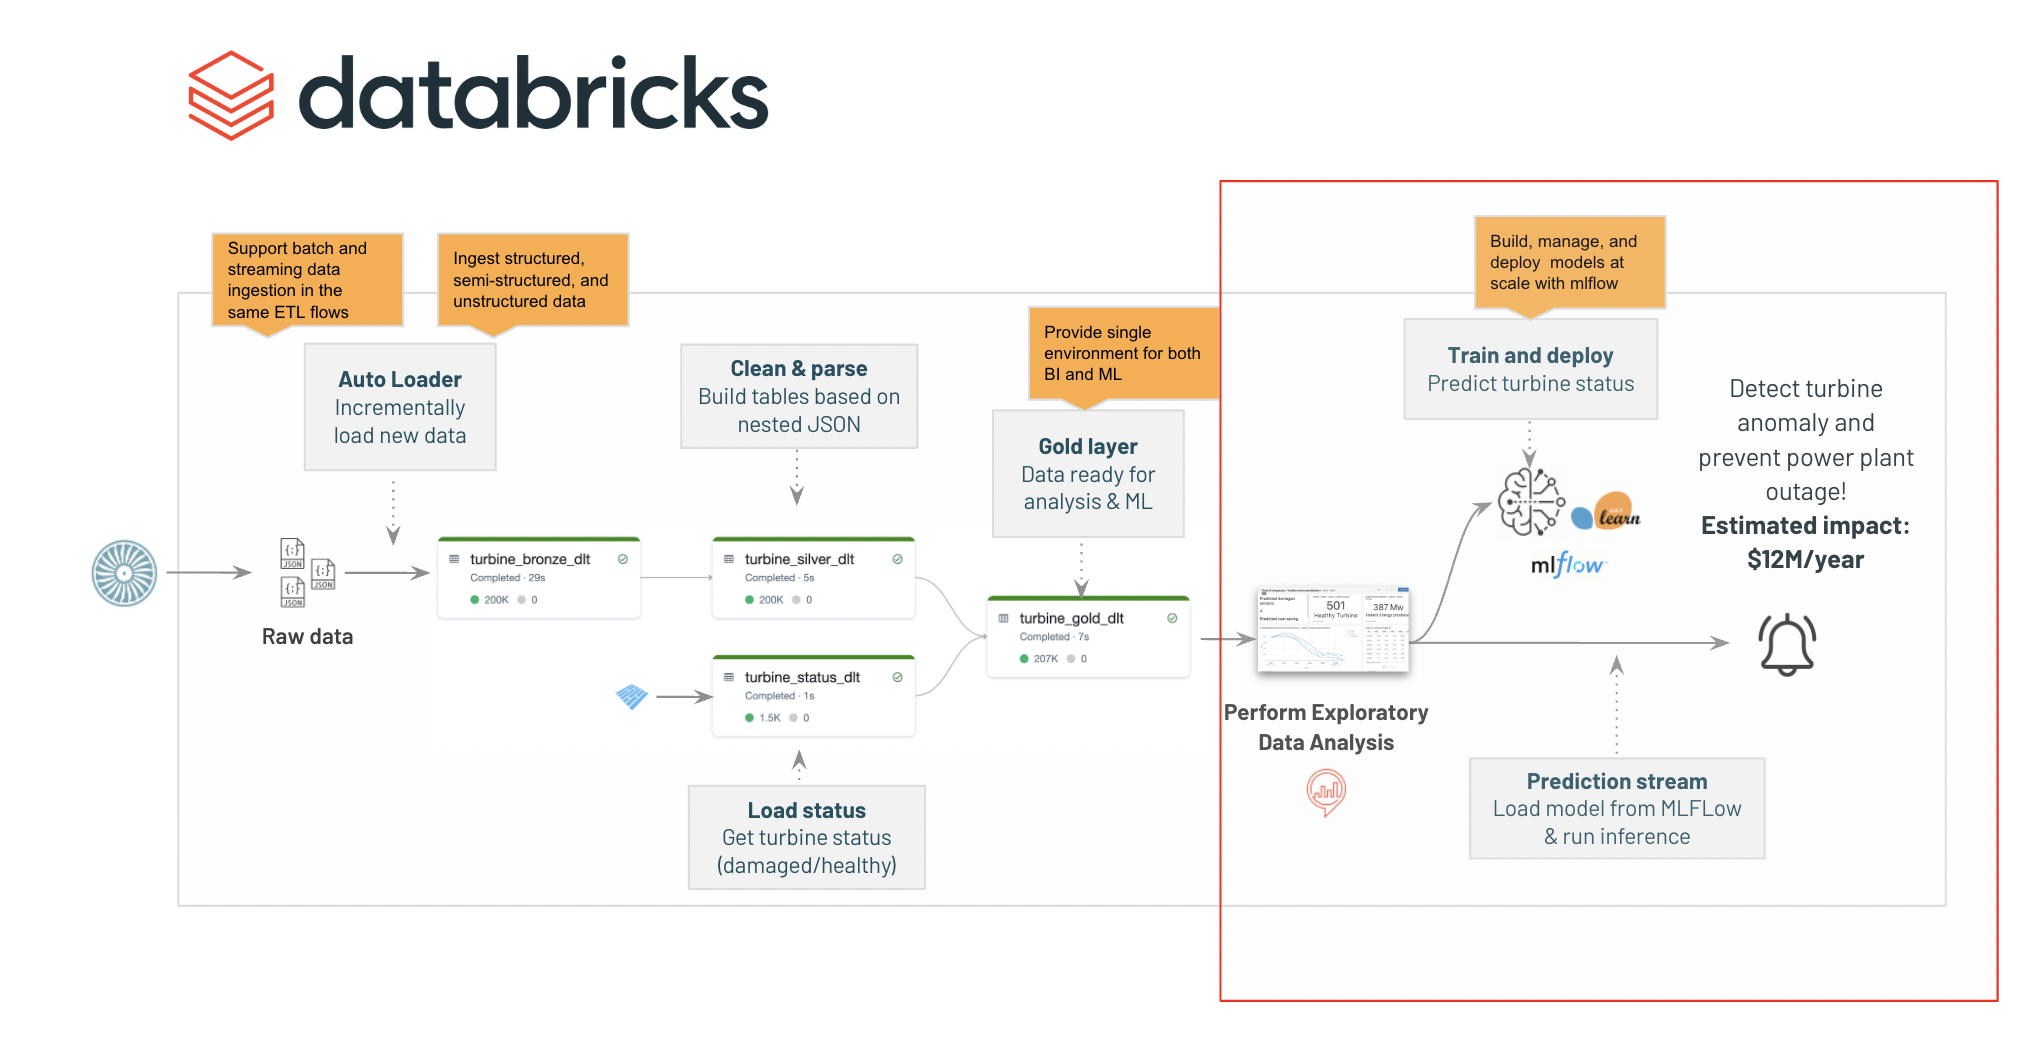 databricks
Support batch and
streaming data
ingestion in the
same ETL flows
Ingest structured,
semi-structured, and
unstructured data
Auto Loader
Incrementally
load new data
Clean & parse
Build tables based on
nested JSON
Provide single
environment for both
BI and ML
Gold layer
Data ready for
analysis & ML
Build, manage, and
deploy models at
scale with mlflow
Train and deploy
Predict turbine status
Detect turbine
anomaly and
prevent power plant
outage!
Estimated impact:
$12M/year
{;}
JSON
{;}
JSON
{;}
JSON
Raw data
turbine_bronze_dlt
Completed · 29s
200K 0
turbine_silver_dlt
Completed · 5s
200K 0
turbine_status_dlt
Completed · 1s
1.5K 0
turbine_gold_dlt
Completed · 7s
207K 0
learn
mlflow
Predicted damaged
Predicted cost saving
501
Healthy Turbine
387 Mw
Perform Exploratory
Data Analysis
Load status
Get turbine status
(damaged/healthy)
Prediction stream
Load model from MLFLow
& run inference